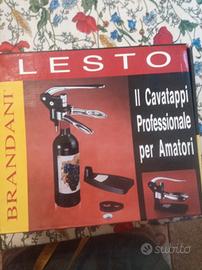 LESTO
BRANDANI
Il Cavatappi
Professionale
per Amatori
subito